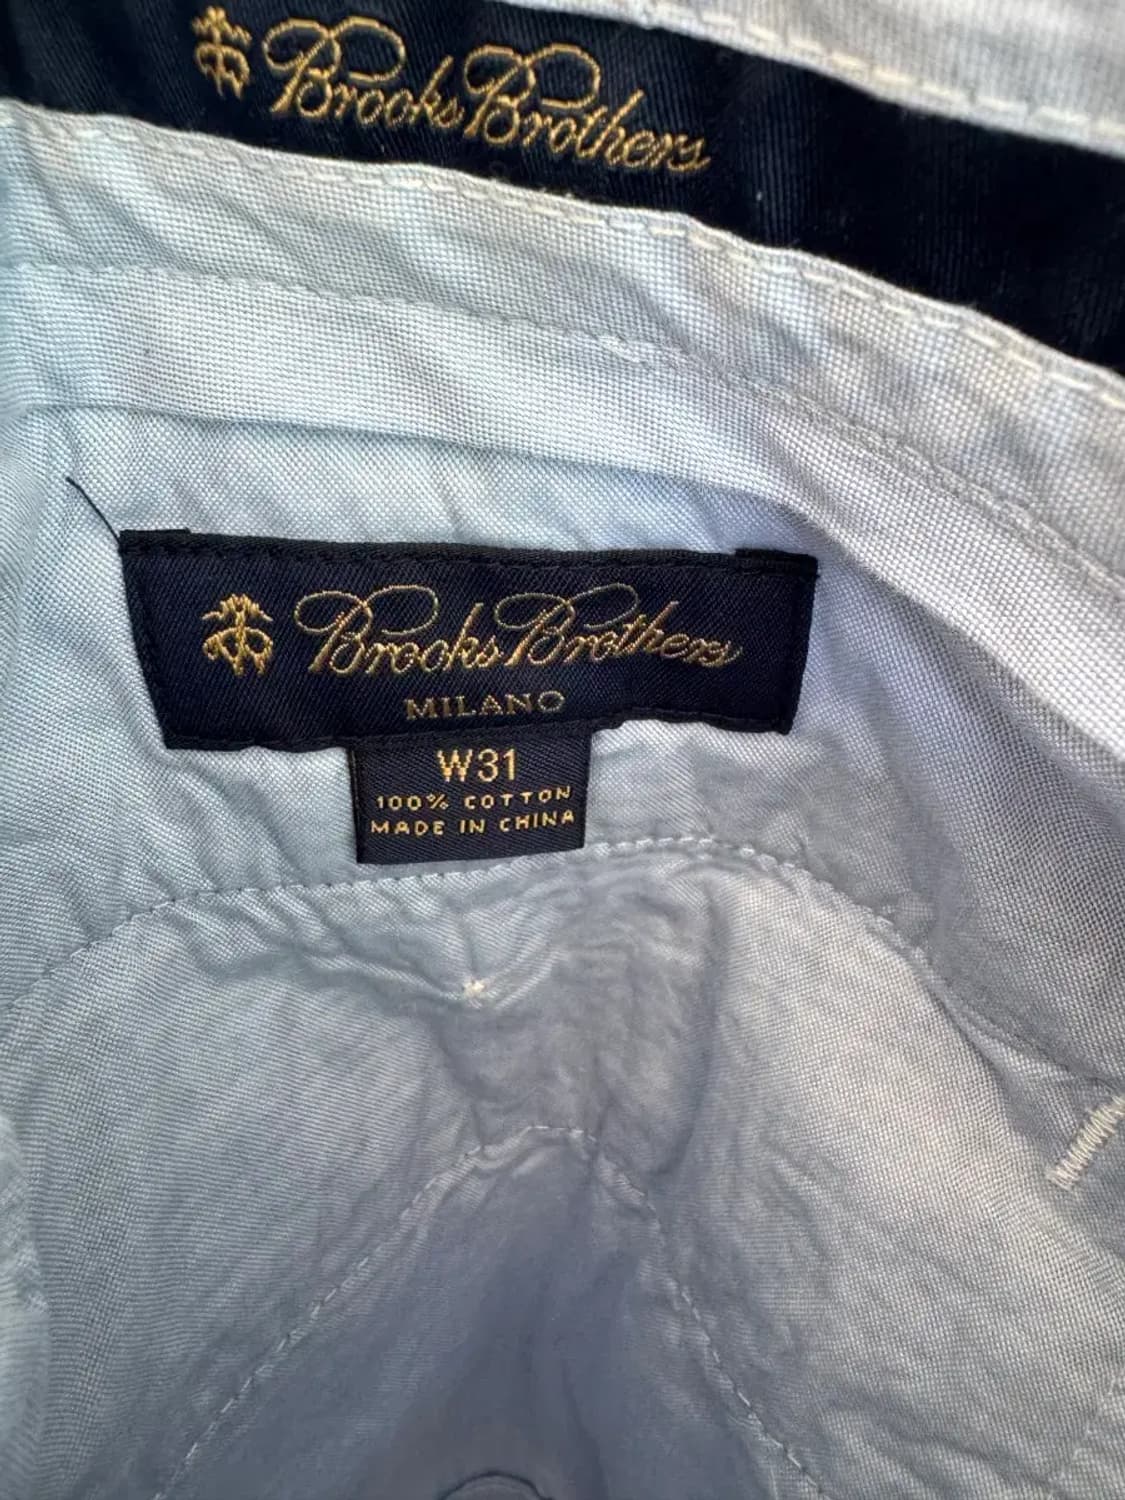 Brooks Brothers
Brooks Brothers
MILANO
W31
100% COTTON
MADE IN CHINA